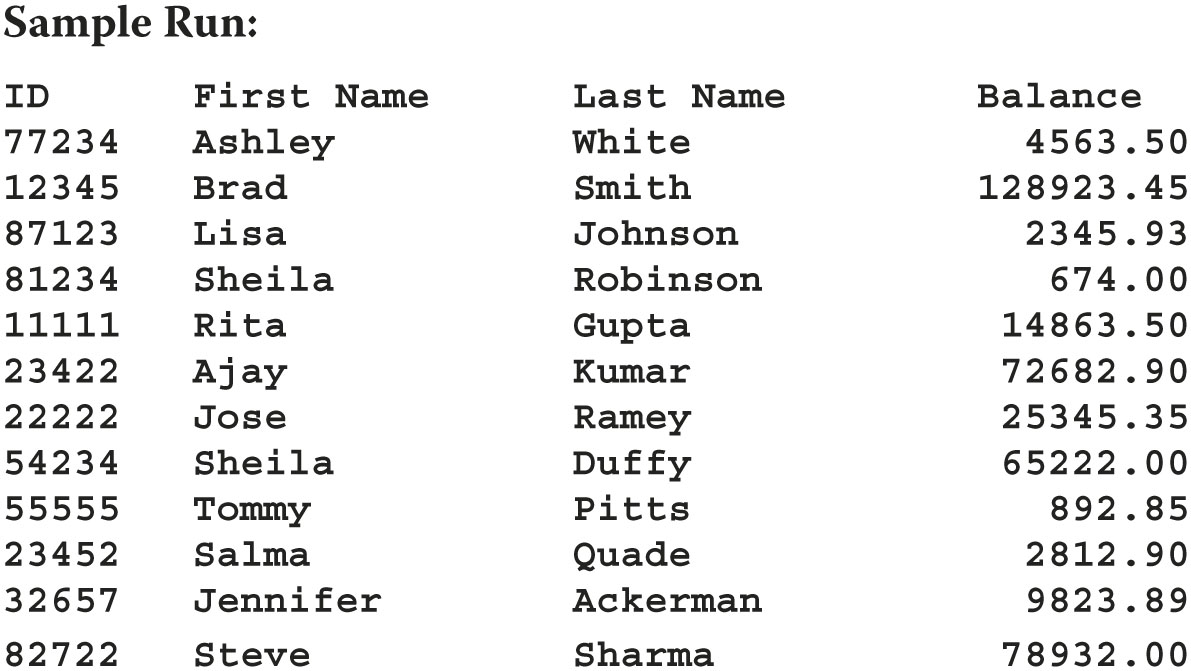 Sample Run:
ID First Name Last Name Balance
77234 Ashley White 4563.50
12345 Brad Smith 128923.45
87123 Lisa Johnson 2345.93
81234 Sheila Robinson 674.00
11111 Rita Gupta 14863.50
23422 Ajay Kumar 72682.90
22222 Jose Ramey 25345.35
54234 Sheila Duffy 65222.00
55555 Tommy Pitts 892.85
23452 Salma Quade 2812.90
32657 Jennifer Ackerman 9823.89
82722 Steve Sharma 78932.00